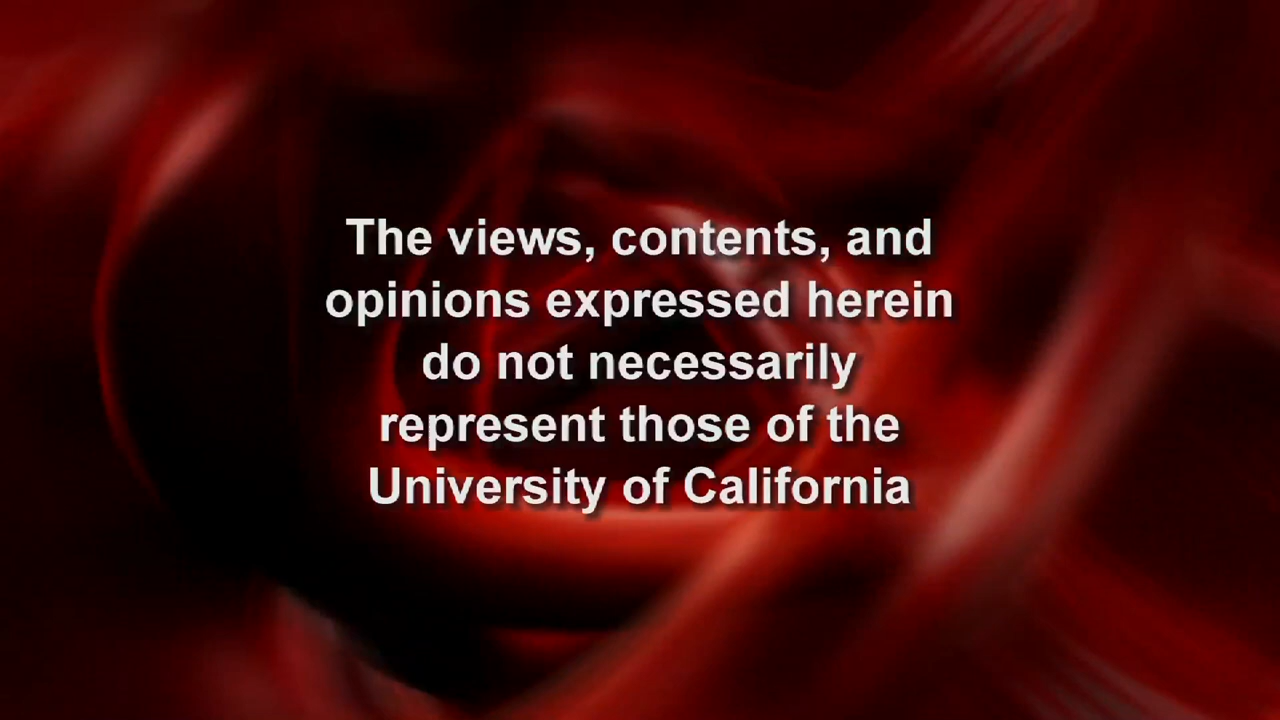 The views, contents, and
opinions expressed herein
do not necessarily
represent those of the
University of California